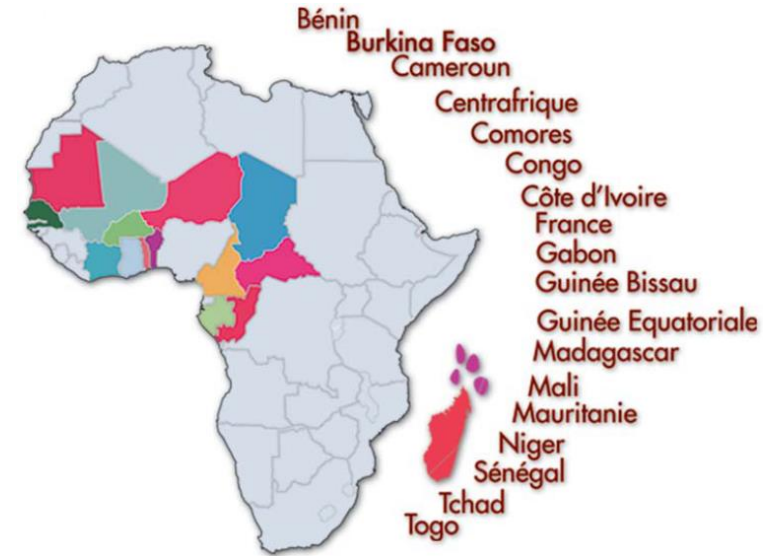 Bénin
Burkina Faso
Cameroun
Centrafrique
Comores
Congo
Côte d'Ivoire
France
Gabon
Guinée Bissau
Guinée Equatoriale
Madagascar
Mali
Mauritanie
Niger
Sénégal
Tchad
Togo